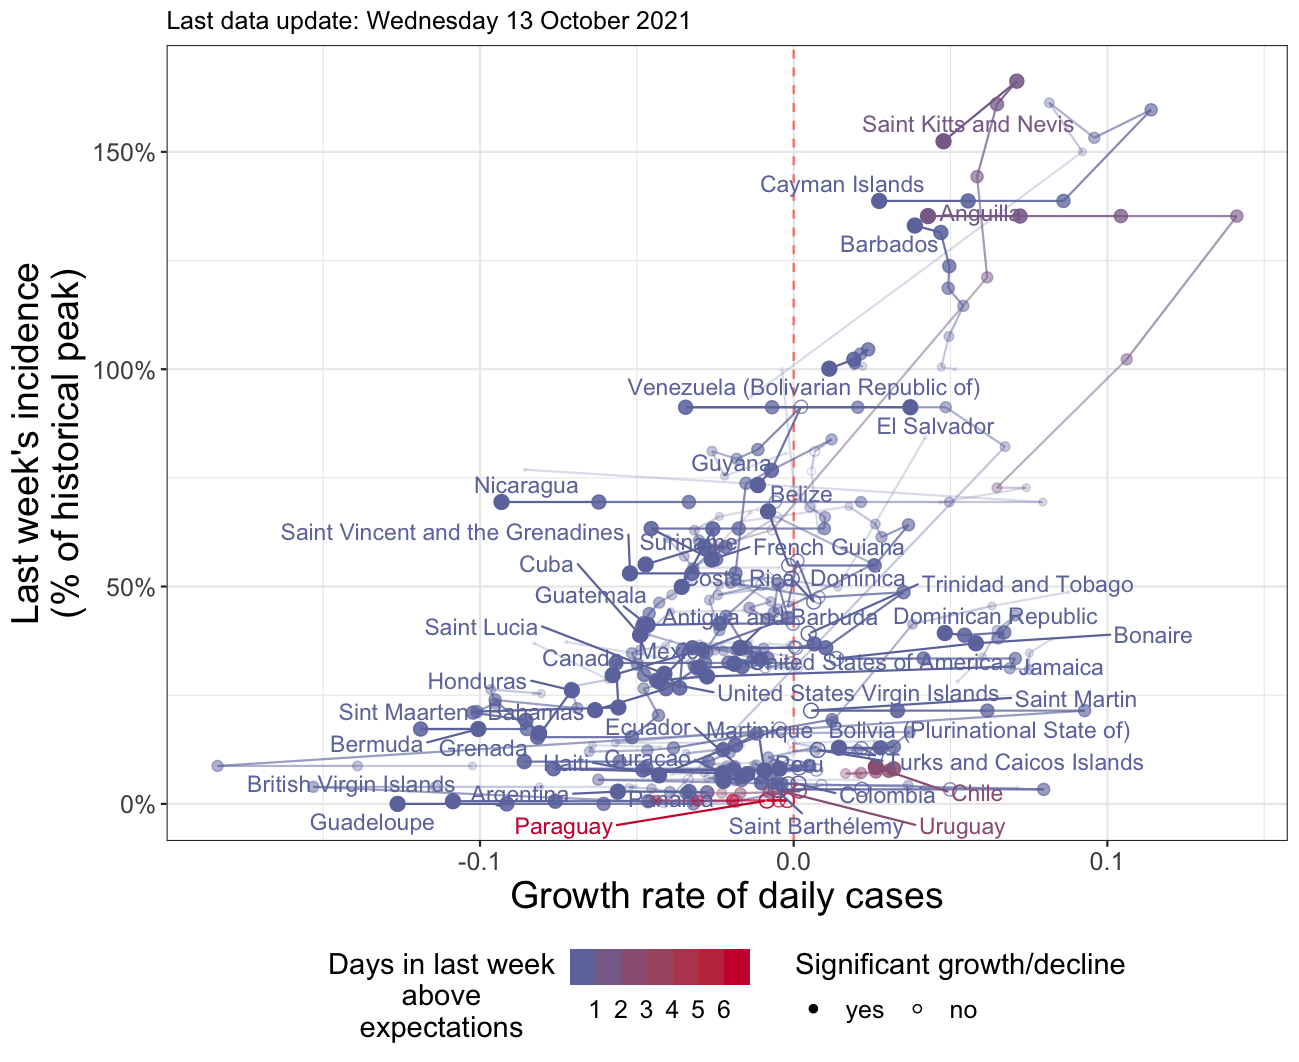 Last data update: Wednesday 13 October 2021
Last week's incidence
(% of historical peak)
150%
100%
50%
0%
Saint Kitts and Nevis
Cayman Islands
Anguilla
Barbados
Venezuela (Bolivarian Republic of)
El Salvador
Guyana
Nicaragua
Belize
Saint Vincent and the Grenadines
Suriname
French Guiana
Cuba
Costa Rica
Dominica
Trinidad and Tobago
Guatemala
Antigua and Barbuda
Dominican Republic
Saint Lucia
Bonaire
Mexico
Canada
United States of America
Jamaica
Honduras
United States Virgin Islands
Saint Martin
Sint Maarten
Bahamas
Ecuador
Martinique
Bolivia (Plurinational State of)
Bermuda
Grenada
Haiti
Curaçao
Peru
Turks and Caicos Islands
British Virgin Islands
Argentina
Panama
Colombia
Chile
Guadeloupe
Paraguay
Saint Barthélemy
Uruguay
-0.1
0.0
0.1
Growth rate of daily cases
Days in last week
above
expectations
1 2 3 4 5 6
Significant growth/decline
yes
no